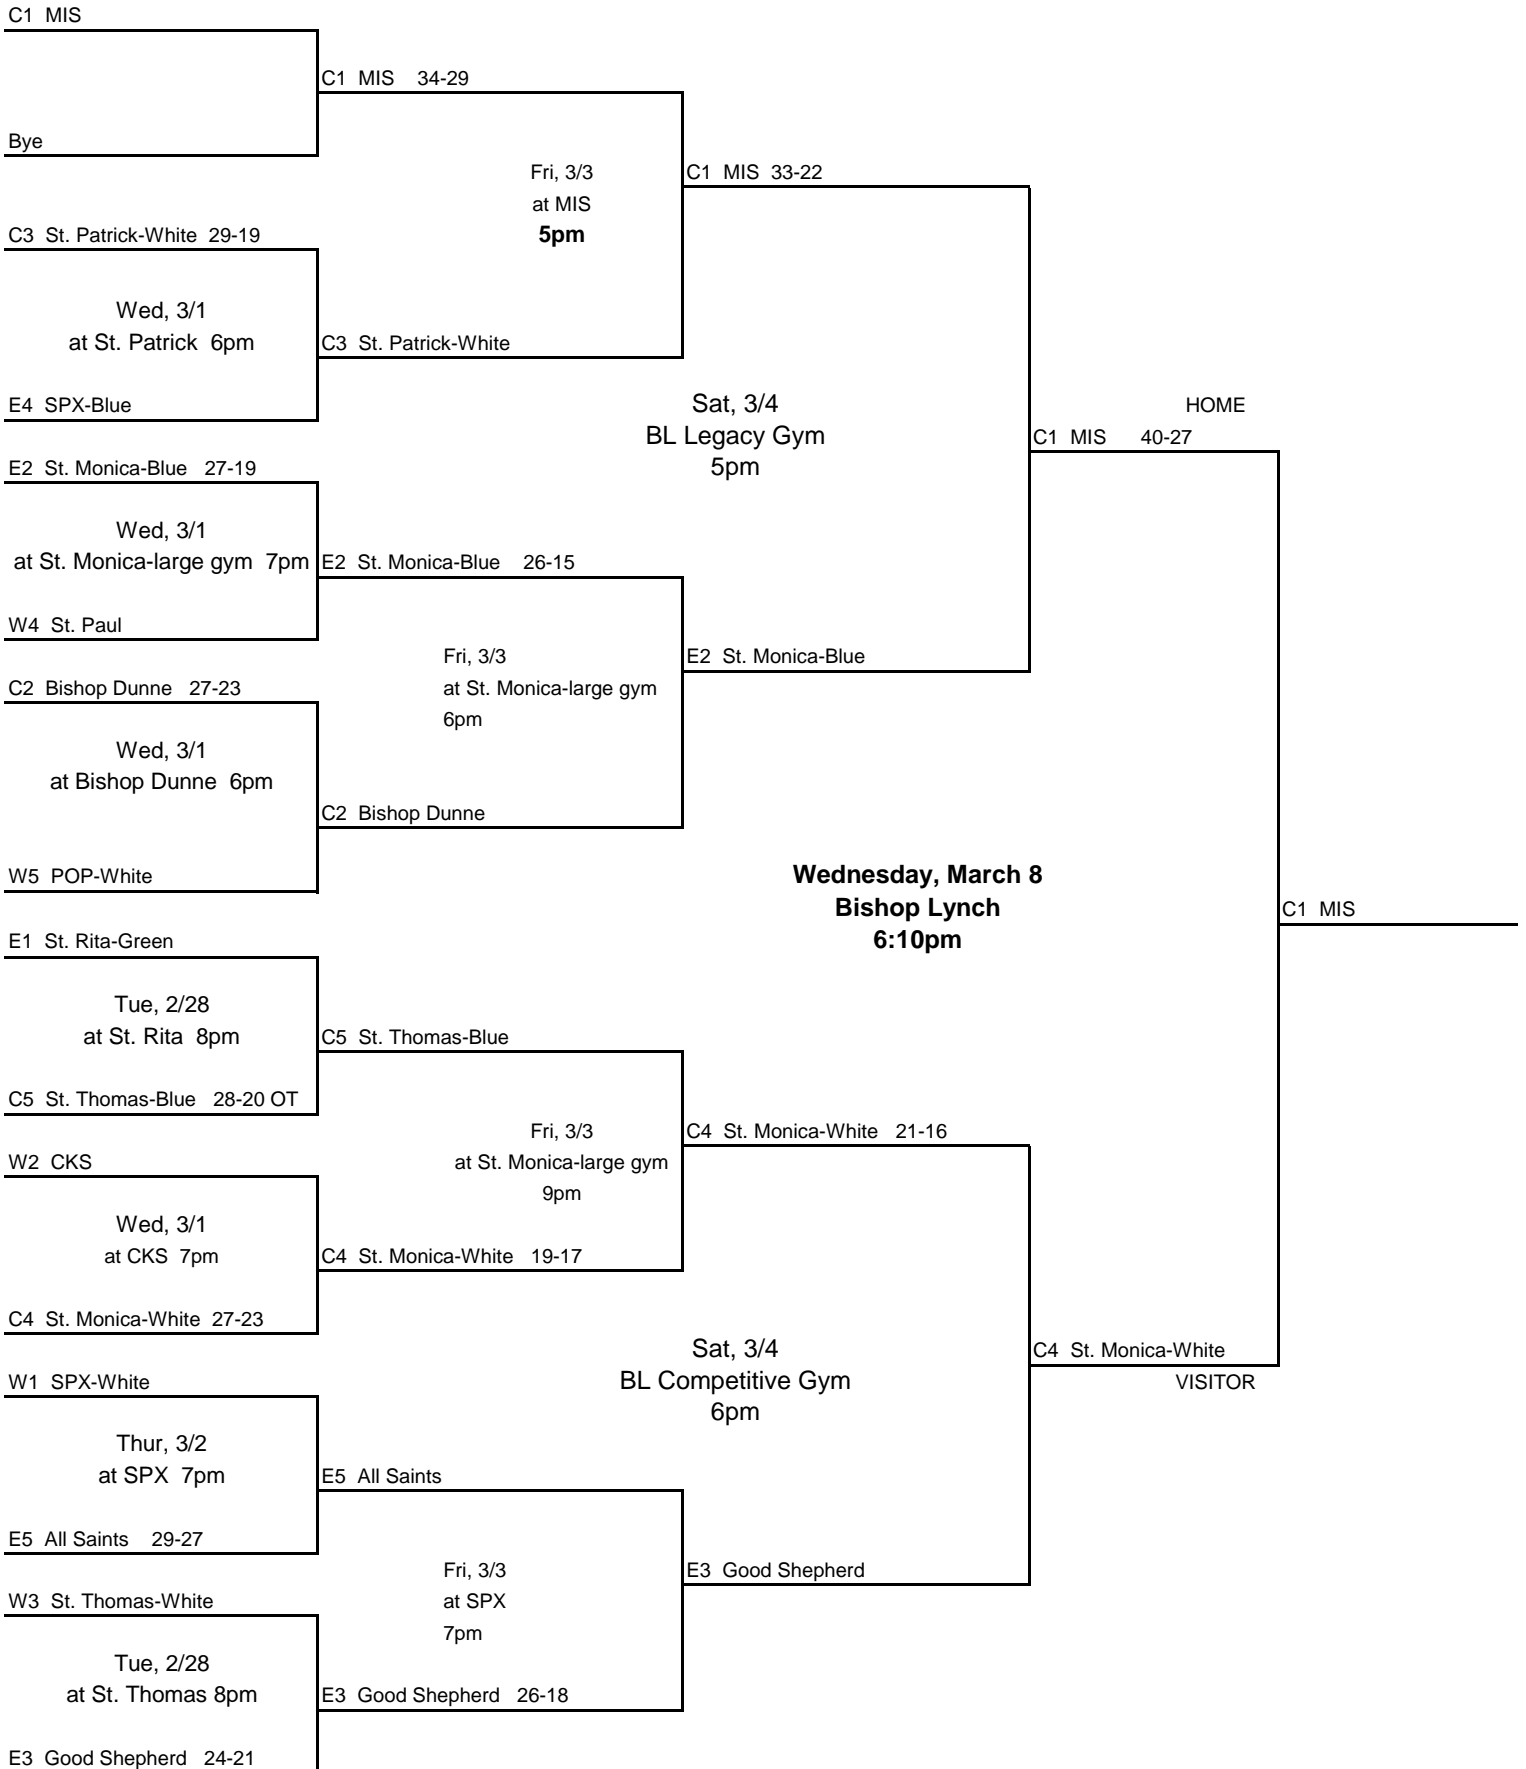 C1 MIS
C1 MIS 34-29
Bye
Fri, 3/3
at MIS
5pm
C1 MIS 33-22
C3 St. Patrick-White 29-19
Wed, 3/1
at St. Patrick 6pm
C3 St. Patrick-White
E4 SPX-Blue
Sat, 3/4
BL Legacy Gym
5pm
HOME
C1 MIS 40-27
E2 St. Monica-Blue 27-19
Wed, 3/1
at St. Monica-large gym 7pm
E2 St. Monica-Blue 26-15
W4 St. Paul
Fri, 3/3
at St. Monica-large gym
6pm
E2 St. Monica-Blue
C2 Bishop Dunne 27-23
Wed, 3/1
at Bishop Dunne 6pm
C2 Bishop Dunne
W5 POP-White
Wednesday, March 8
Bishop Lynch
6:10pm
C1 MIS
E1 St. Rita-Green
Tue, 2/28
at St. Rita 8pm
C5 St. Thomas-Blue
C5 St. Thomas-Blue 28-20 OT
Fri, 3/3
at St. Monica-large gym
9pm
C4 St. Monica-White 21-16
W2 CKS
Wed, 3/1
at CKS 7pm
C4 St. Monica-White 19-17
C4 St. Monica-White 27-23
Sat, 3/4
BL Competitive Gym
6pm
C4 St. Monica-White
VISITOR
W1 SPX-White
Thur, 3/2
at SPX 7pm
E5 All Saints
E5 All Saints 29-27
Fri, 3/3
at SPX
7pm
E3 Good Shepherd
W3 St. Thomas-White
Tue, 2/28
at St. Thomas 8pm
E3 Good Shepherd 26-18
E3 Good Shepherd 24-21